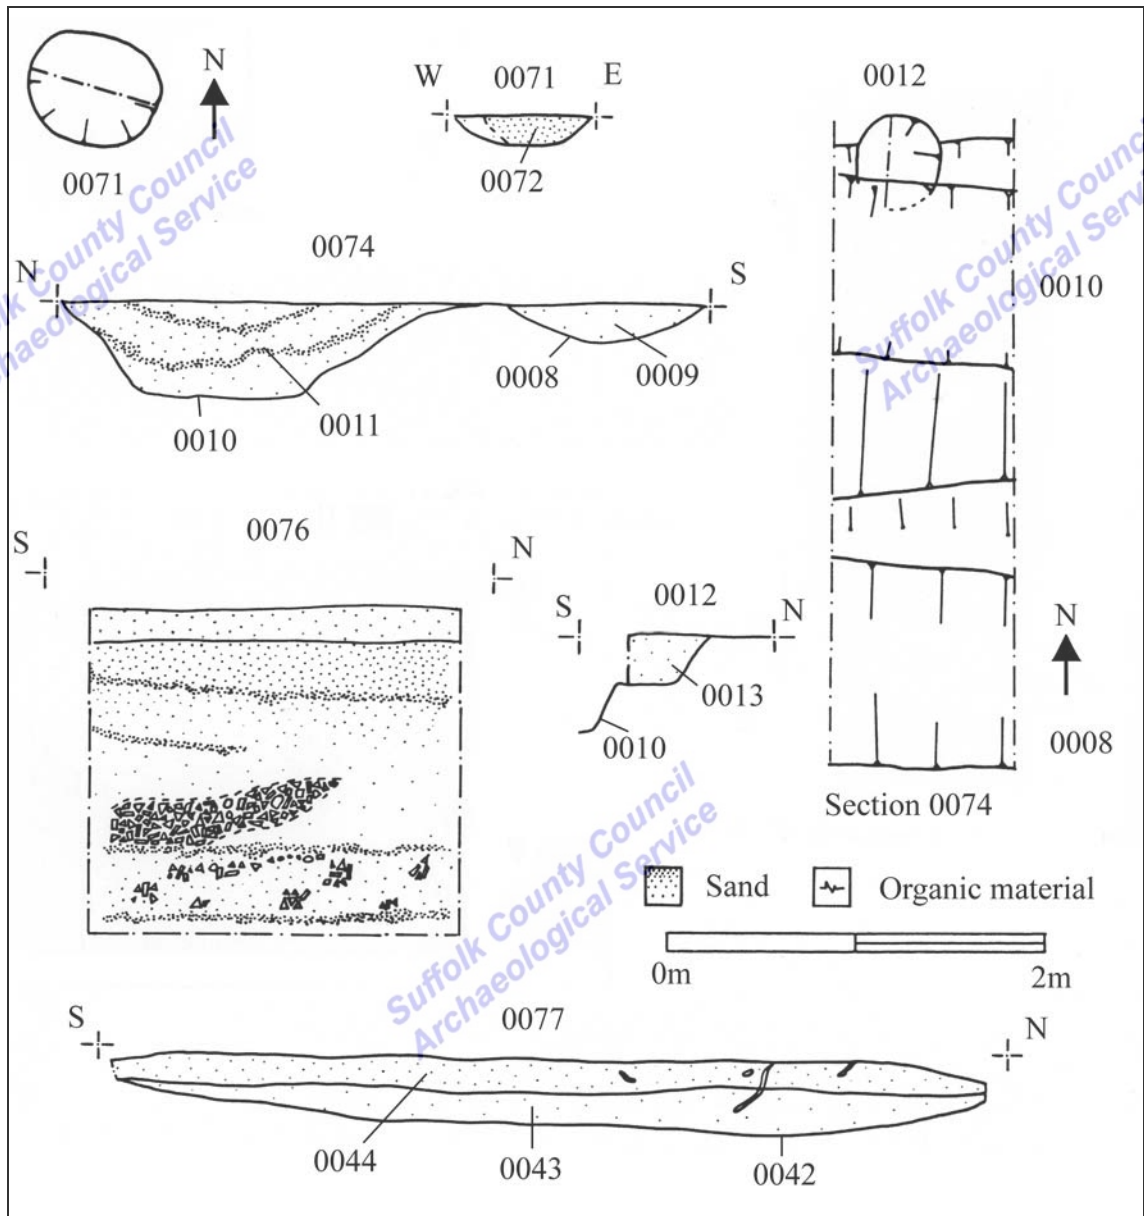 N
0071
W
0071
E
0072
0012
0010
N
0074
S
0008
0009
0010
0011
S
0076
N
S
0012
N
0013
0010
N
0008
Section 0074
Sand
Organic material
0m
2m
S
0077
N
0044
0043
0042
Suffolk County Council
Archaeological Service
Suffolk County Council
Archaeological Service
Suffolk County Council
Archaeological Service